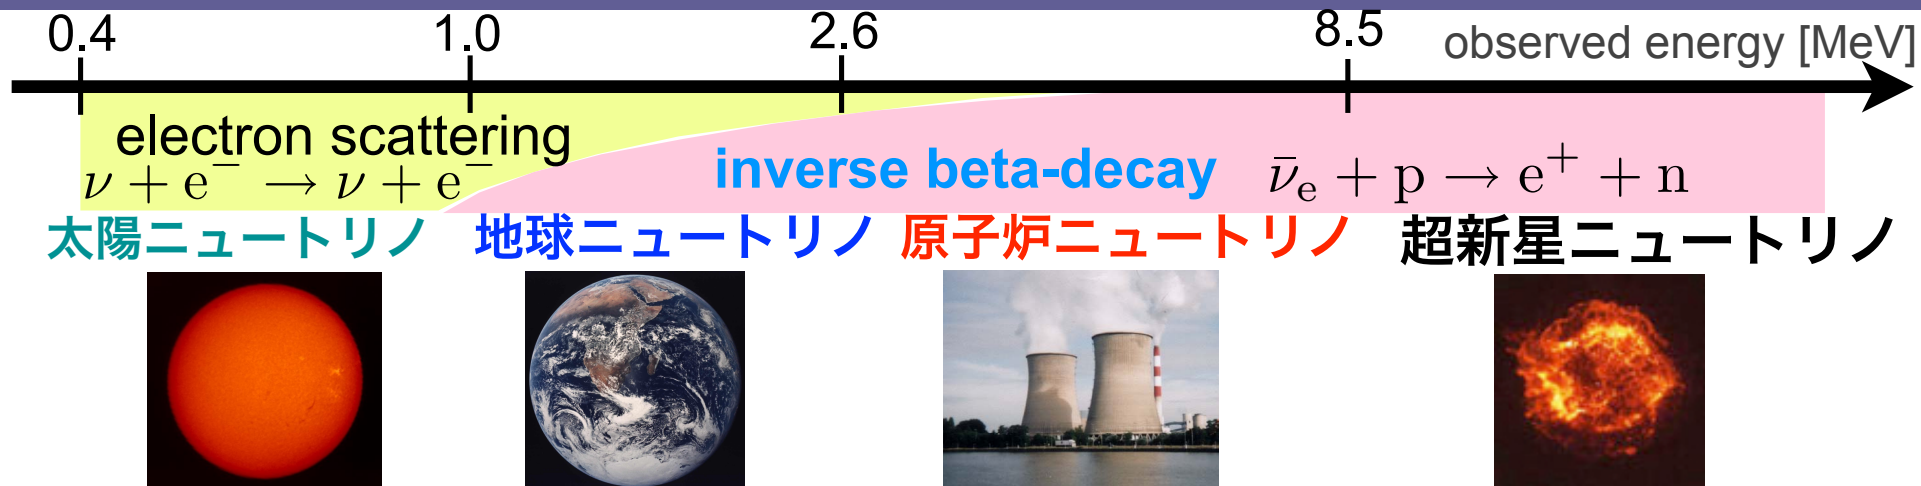 0.4 1.0 2.6 8.5 observed energy [MeV]
electron scattering
ν + e⁻ → ν + e⁻
inverse beta-decay ν̄ₑ + p → e⁺ + n
太陽ニュートリノ 地球ニュートリノ 原子炉ニュートリノ 超新星ニュートリノ